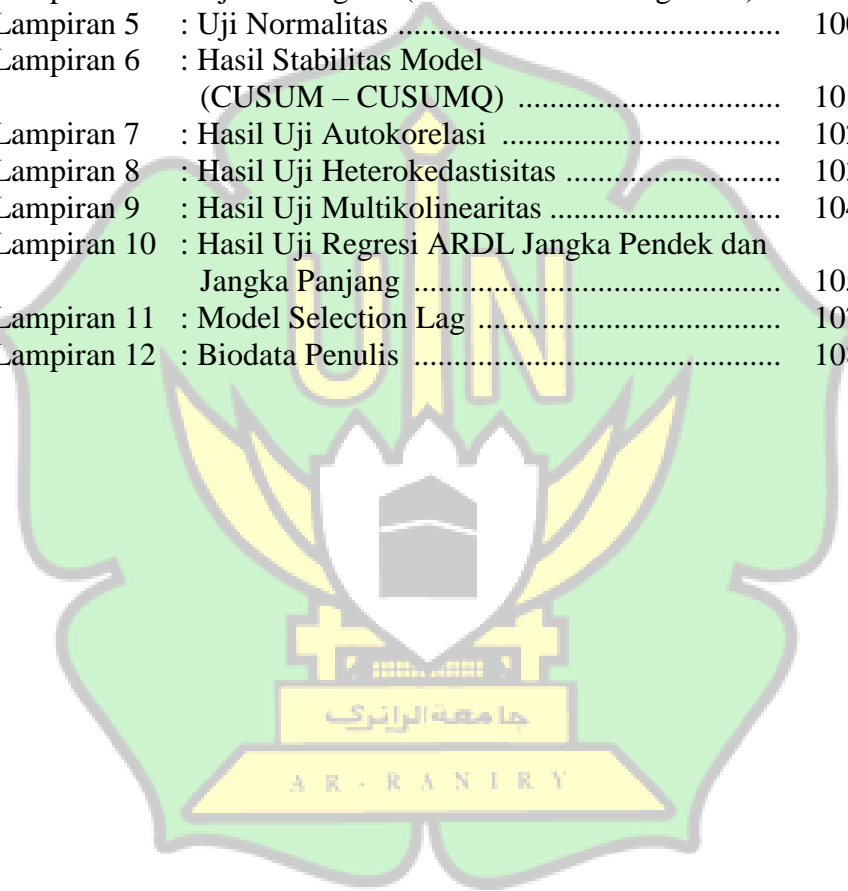 Lampiran 5 : Uji Normalitas ................................................
Lampiran 6 : Hasil Stabilitas Model
(CUSUM – CUSUMQ) .................................
Lampiran 7 : Hasil Uji Autokorelasi ...................................
Lampiran 8 : Hasil Uji Heterokedastisitas ...........................
Lampiran 9 : Hasil Uji Multikolinearitas .............................
Lampiran 10 : Hasil Uji Regresi ARDL Jangka Pendek dan
Jangka Panjang ..............................................
Lampiran 11 : Model Selection Lag ......................................
Lampiran 12 : Biodata Penulis ..............................................
UIN
جامعة الرانري
AR-RANIRY